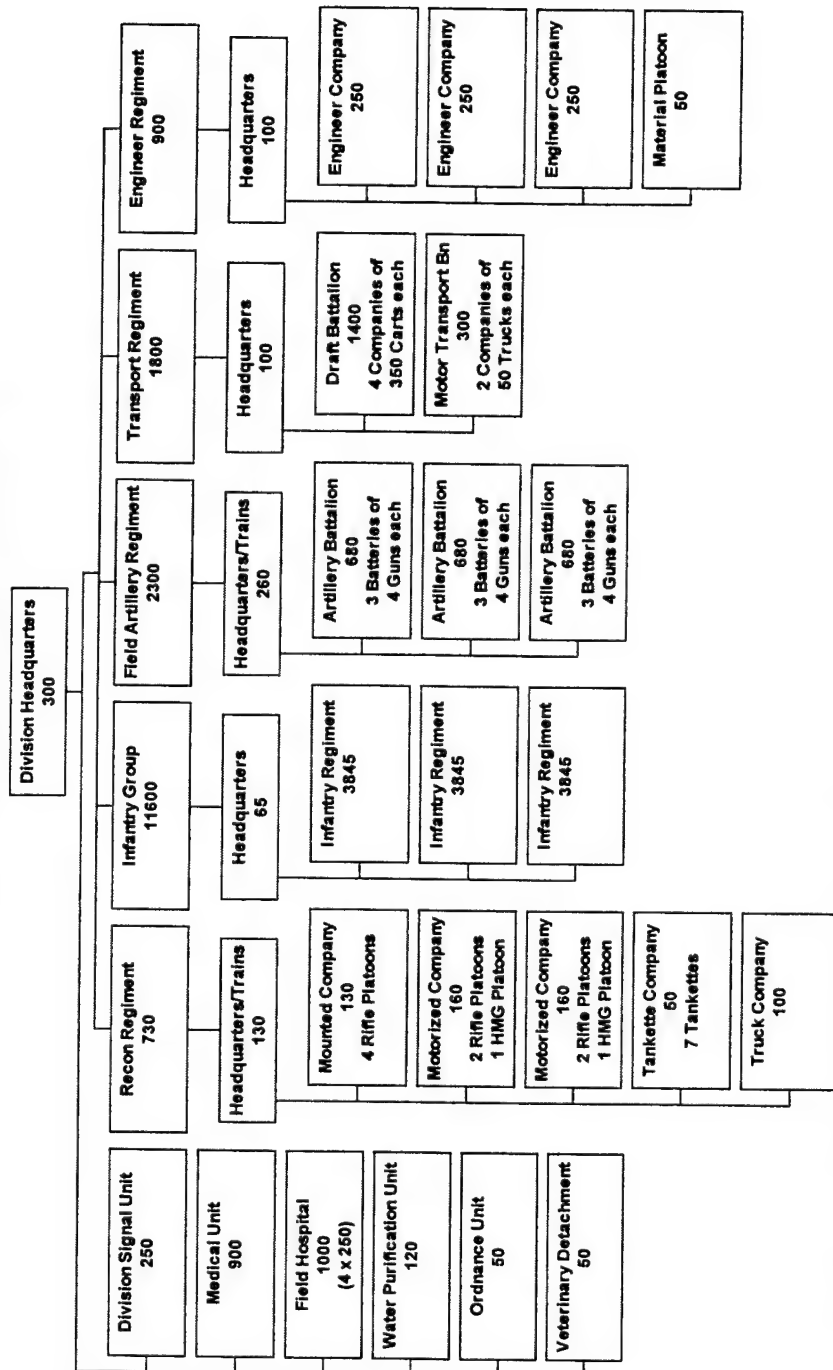 Division Headquarters
300
Division Signal Unit
250
Medical Unit
900
Field Hospital
1000
(4 x 250)
Water Purification Unit
120
Ordnance Unit
50
Veterinary Detachment
50
Recon Regiment
730
Headquarters/Trains
130
Mounted Company
130
4 Rifle Platoons
Motorized Company
160
2 Rifle Platoons
1 HMG Platoon
Motorized Company
160
2 Rifle Platoons
1 HMG Platoon
Tankette Company
50
7 Tankettes
Truck Company
100
Infantry Group
11600
Headquarters
65
Infantry Regiment
3845
Infantry Regiment
3845
Infantry Regiment
3845
Field Artillery Regiment
2300
Headquarters/Trains
260
Artillery Battalion
680
3 Batteries of
4 Guns each
Artillery Battalion
680
3 Batteries of
4 Guns each
Artillery Battalion
680
3 Batteries of
4 Guns each
Transport Regiment
1800
Headquarters
100
Draft Battalion
1400
4 Companies of
350 Carts each
Motor Transport Bn
300
2 Companies of
50 Trucks each
Engineer Regiment
900
Headquarters
100
Engineer Company
250
Engineer Company
250
Engineer Company
250
Material Platoon
50